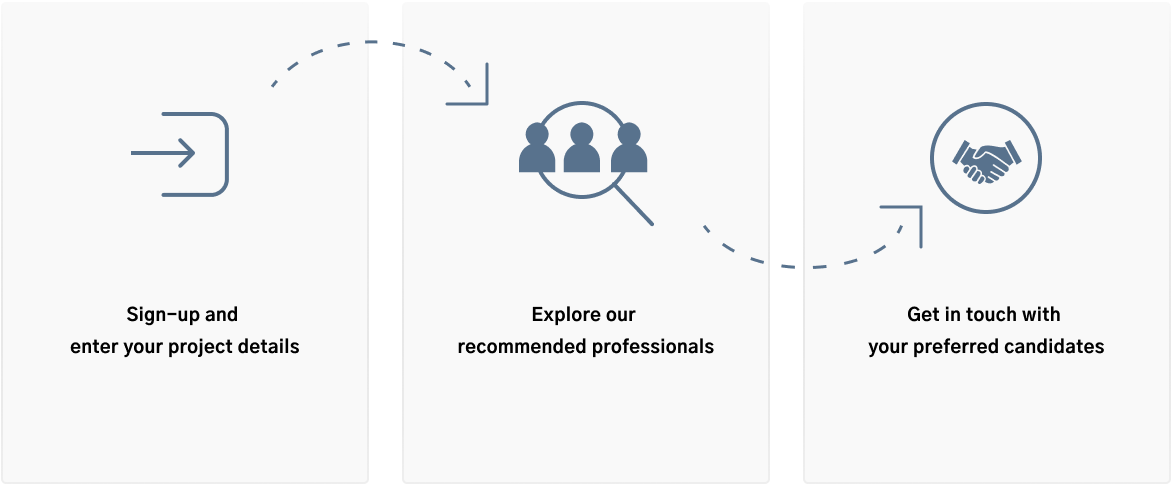 Sign-up and
enter your project details
Explore our
recommended professionals
Get in touch with
your preferred candidates